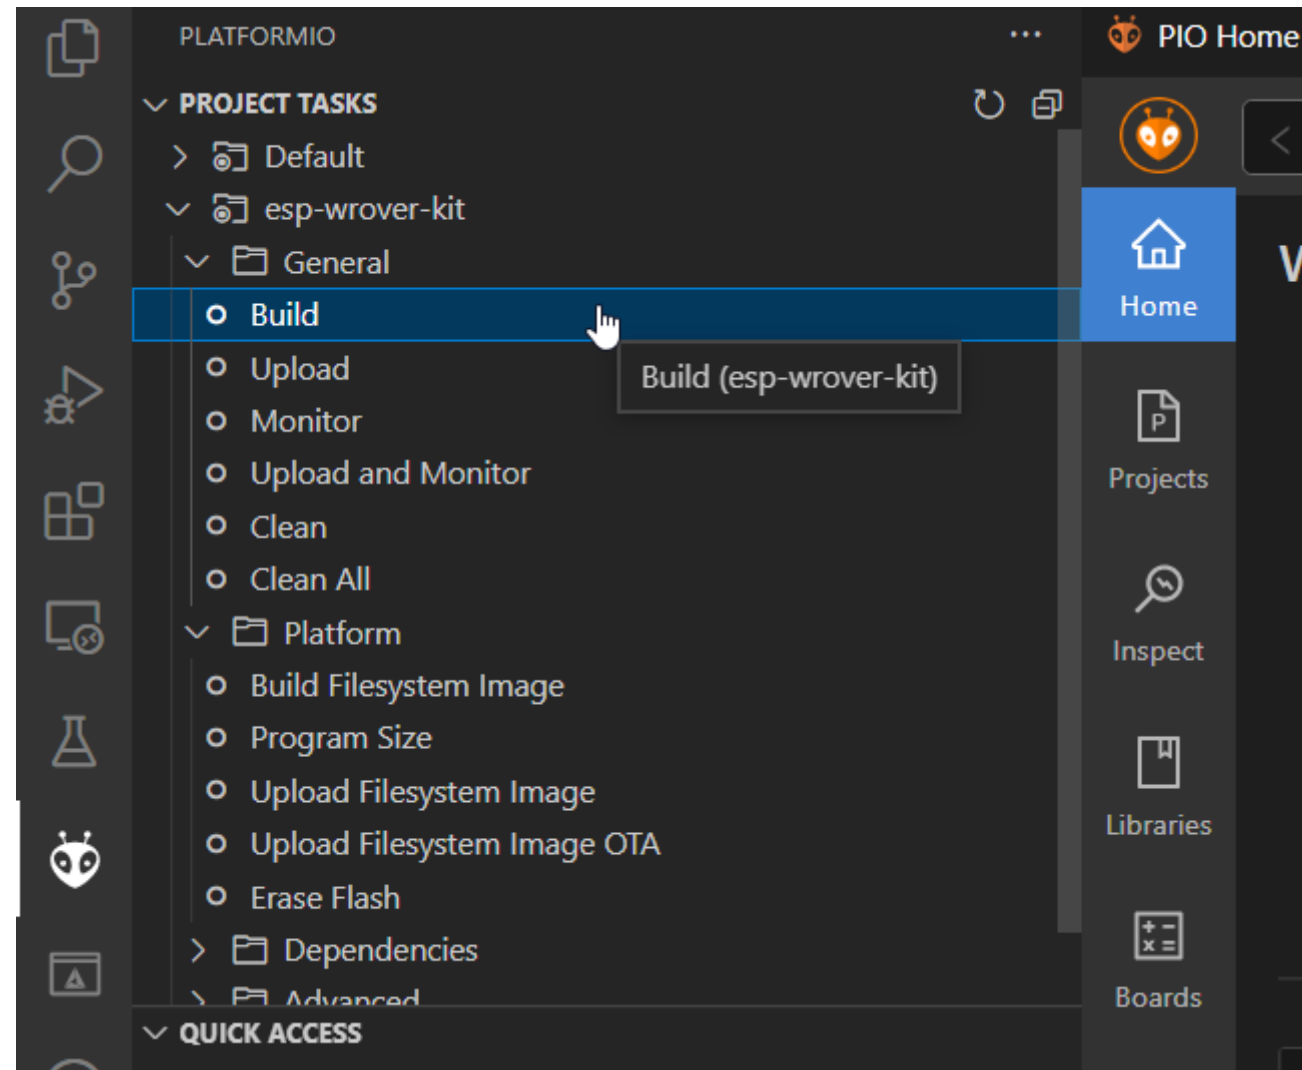 PLATFORMIO
PIO Home
PROJECT TASKS
Default
esp-wrover-kit
General
Build
Home
Upload
Build (esp-wrover-kit)
Monitor
Upload and Monitor
Projects
Clean
Clean All
Platform
Inspect
Build Filesystem Image
Program Size
Upload Filesystem Image
Libraries
Upload Filesystem Image OTA
Erase Flash
Dependencies
Advanced
Boards
QUICK ACCESS